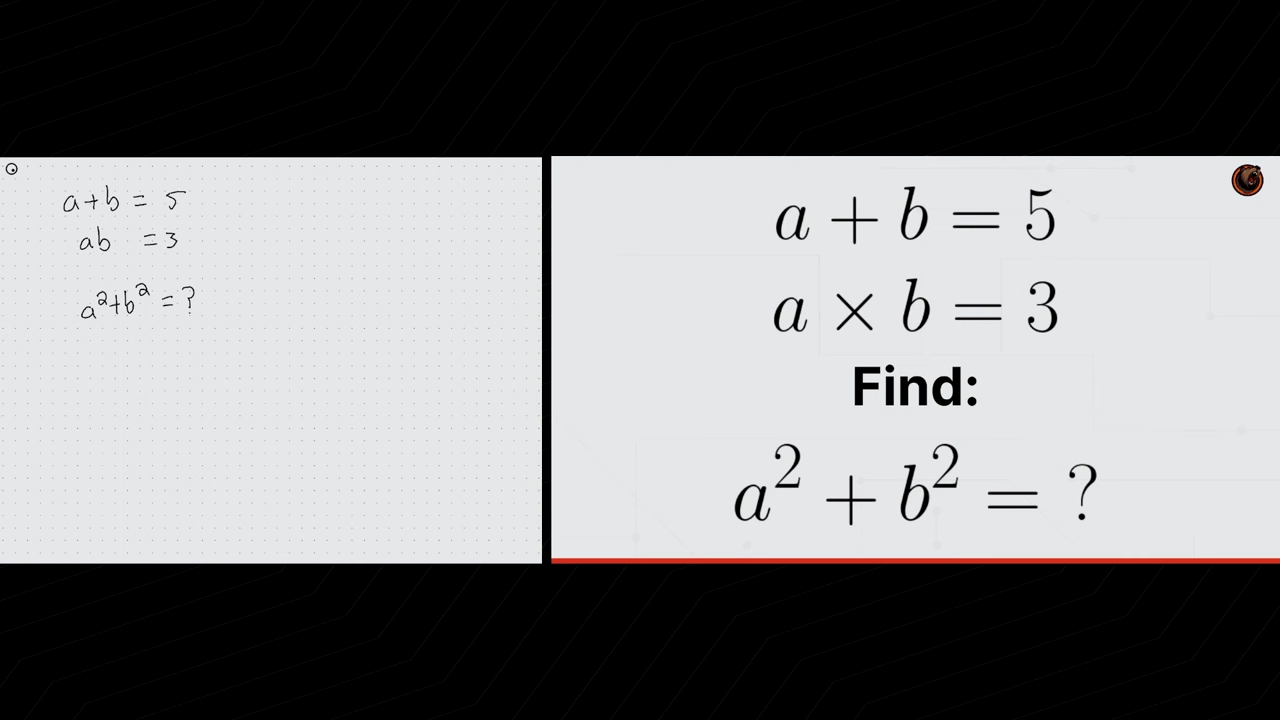 a+b = 5
ab = 3
a²+b² = ?
a + b = 5
a × b = 3
Find:
a² + b² = ?